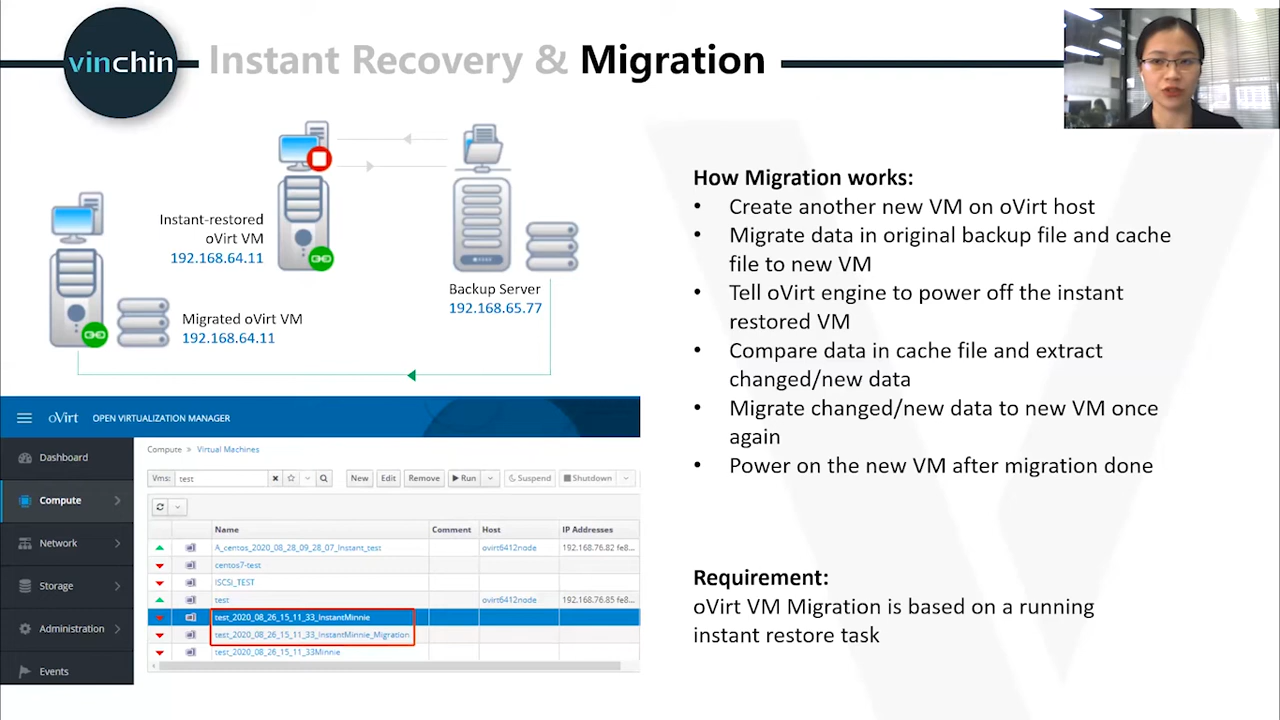 vinchin
Instant Recovery & Migration
Instant-restored
oVirt VM
192.168.64.11
Backup Server
192.168.65.77
Migrated oVirt VM
192.168.64.11
How Migration works:
• Create another new VM on oVirt host
• Migrate data in original backup file and cache
file to new VM
• Tell oVirt engine to power off the instant
restored VM
• Compare data in cache file and extract
changed/new data
• Migrate changed/new data to new VM once
again
• Power on the new VM after migration done
Requirement:
oVirt VM Migration is based on a running
instant restore task
oVirt OPEN VIRTUALIZATION MANAGER
Dashboard
Compute
Network
Storage
Administration
Events
Compute » Virtual Machines
Vms: test New Edit Remove Run Suspend Shutdown
Name Comment Host IP Addresses
A_centos_2020_08_28_09_28_07_Instant_test ovirt6412node 192.168.76.82 fe8...
centos7-test
ISCSI_TEST
test ovirt6412node 192.168.76.85 fe8...
test_2020_08_26_15_11_33_InstantMinnie
test_2020_08_26_15_11_33_InstantMinnie_Migration
test_2020_08_26_15_11_33Minnie